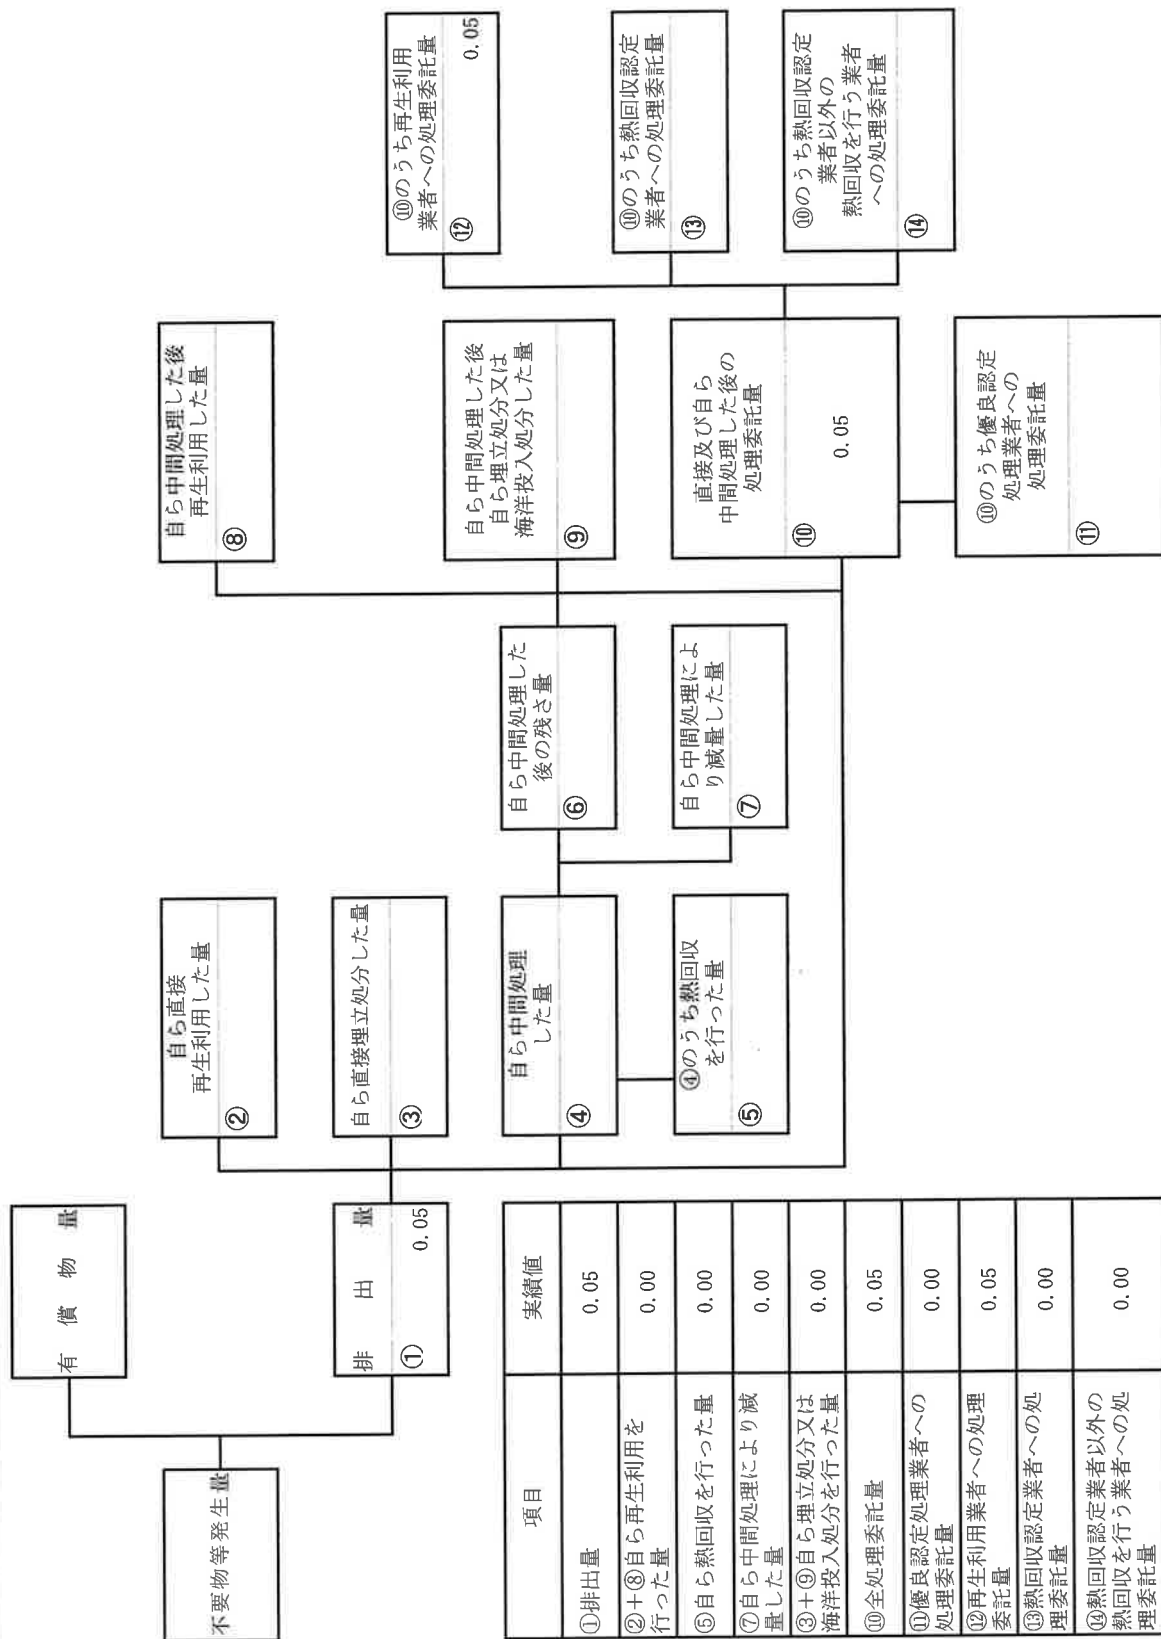 不要物等発生量
有償物量
排出量
① 0.05
自ら直接
再生利用した量
②
自ら直接埋立処分した量
③
自ら中間処理
した量
④
④のうち熱回収
を行った量
⑤
自ら中間処理した
後の残さ量
⑥
自ら中間処理によ
り減量した量
⑦
自ら中間処理した後
再生利用した量
⑧
自ら中間処理した後
自ら埋立処分又は
海洋投入処分した量
⑨
直接及び自ら
中間処理した後の
処理委託量
⑩ 0.05
⑩のうち優良認定
処理業者への
処理委託量
⑪
⑩のうち再生利用
業者への処理委託量
⑫ 0.05
⑩のうち熱回収認定
業者への処理委託量
⑬
⑩のうち熱回収認定
業者以外の
熱回収を行う業者
への処理委託量
⑭
項目 実績値
①排出量 0.05
②+⑧自ら再生利用を
行った量 0.00
⑤自ら熱回収を行った量 0.00
⑦自ら中間処理により減
量した量 0.00
③+⑨自ら埋立処分又は
海洋投入処分を行った量 0.00
⑩全処理委託量 0.05
⑪優良認定処理業者への
処理委託量 0.00
⑫再生利用業者への処理
委託量 0.05
⑬熱回収認定業者への処
理委託量 0.00
⑭熱回収認定業者以外の
熱回収を行う業者への処
理委託量 0.00